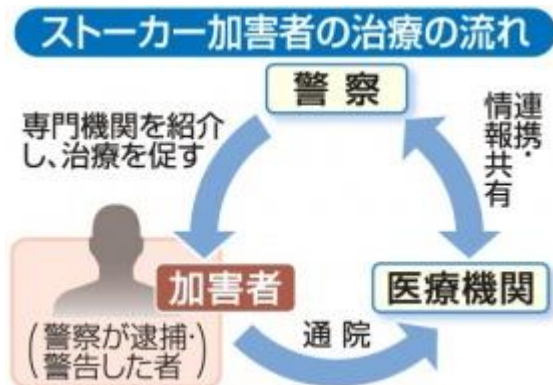 ストーカー加害者の治療の流れ
警察
専門機関を紹介
し、治療を促す
連携・
情報共有
加害者
医療機関
(警察が逮捕・
警告した者)
通院